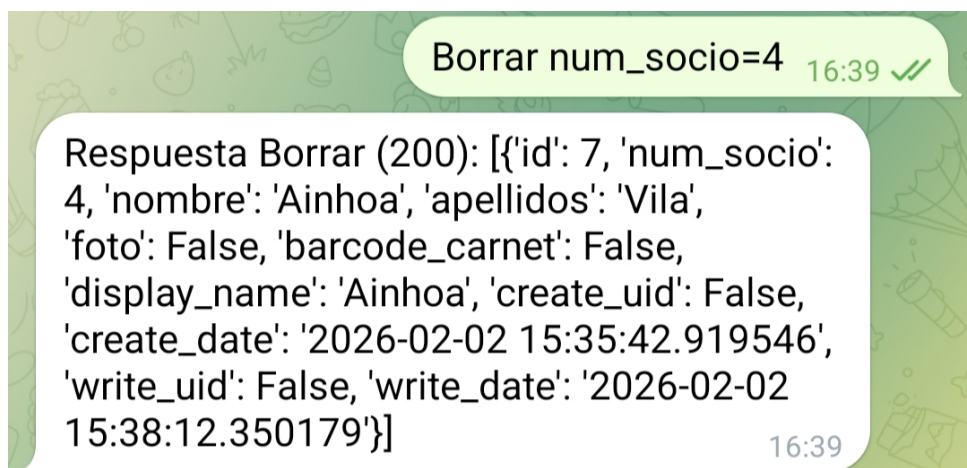 Borrar num_socio=4 16:39
Respuesta Borrar (200): [{'id': 7, 'num_socio':
4, 'nombre': 'Ainhoa', 'apellidos': 'Vila',
'foto': False, 'barcode_carnet': False,
'display_name': 'Ainhoa', 'create_uid': False,
'create_date': '2026-02-02 15:35:42.919546',
'write_uid': False, 'write_date': '2026-02-02
15:38:12.350179'}]
16:39